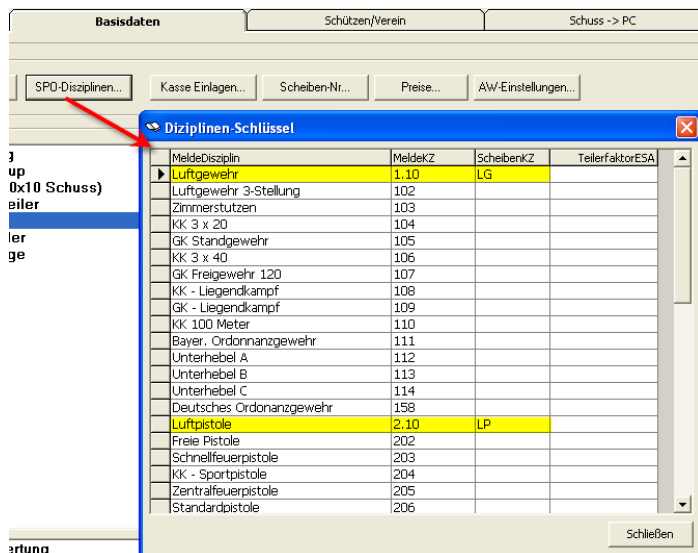 Basisdaten
Schützen/Verein
Schuss -> PC
SPO-Disziplinen...
Kasse Einlagen...
Scheiben-Nr...
Preise...
AW-Einstellungen...
Diziplinen-Schlüssel
MeldeDisziplin MeldeKZ ScheibenKZ TeilerfaktorESA
Luftgewehr 1.10 LG
Luftgewehr 3-Stellung 102
Zimmerstutzen 103
KK 3 x 20 104
GK Standgewehr 105
KK 3 x 40 106
GK Freigewehr 120 107
KK - Liegendkampf 108
GK - Liegendkampf 109
KK 100 Meter 110
Bayer. Ordonnanzgewehr 111
Unterhebel A 112
Unterhebel B 113
Unterhebel C 114
Deutsches Ordonanzgewehr 158
Luftpistole 2.10 LP
Freie Pistole 202
Schnellfeuerpistole 203
KK - Sportpistole 204
Zentralfeuerpistole 205
Standardpistole 206
Schließen
g
up
0x10 Schuss)
eiler
ler
ge
ertung